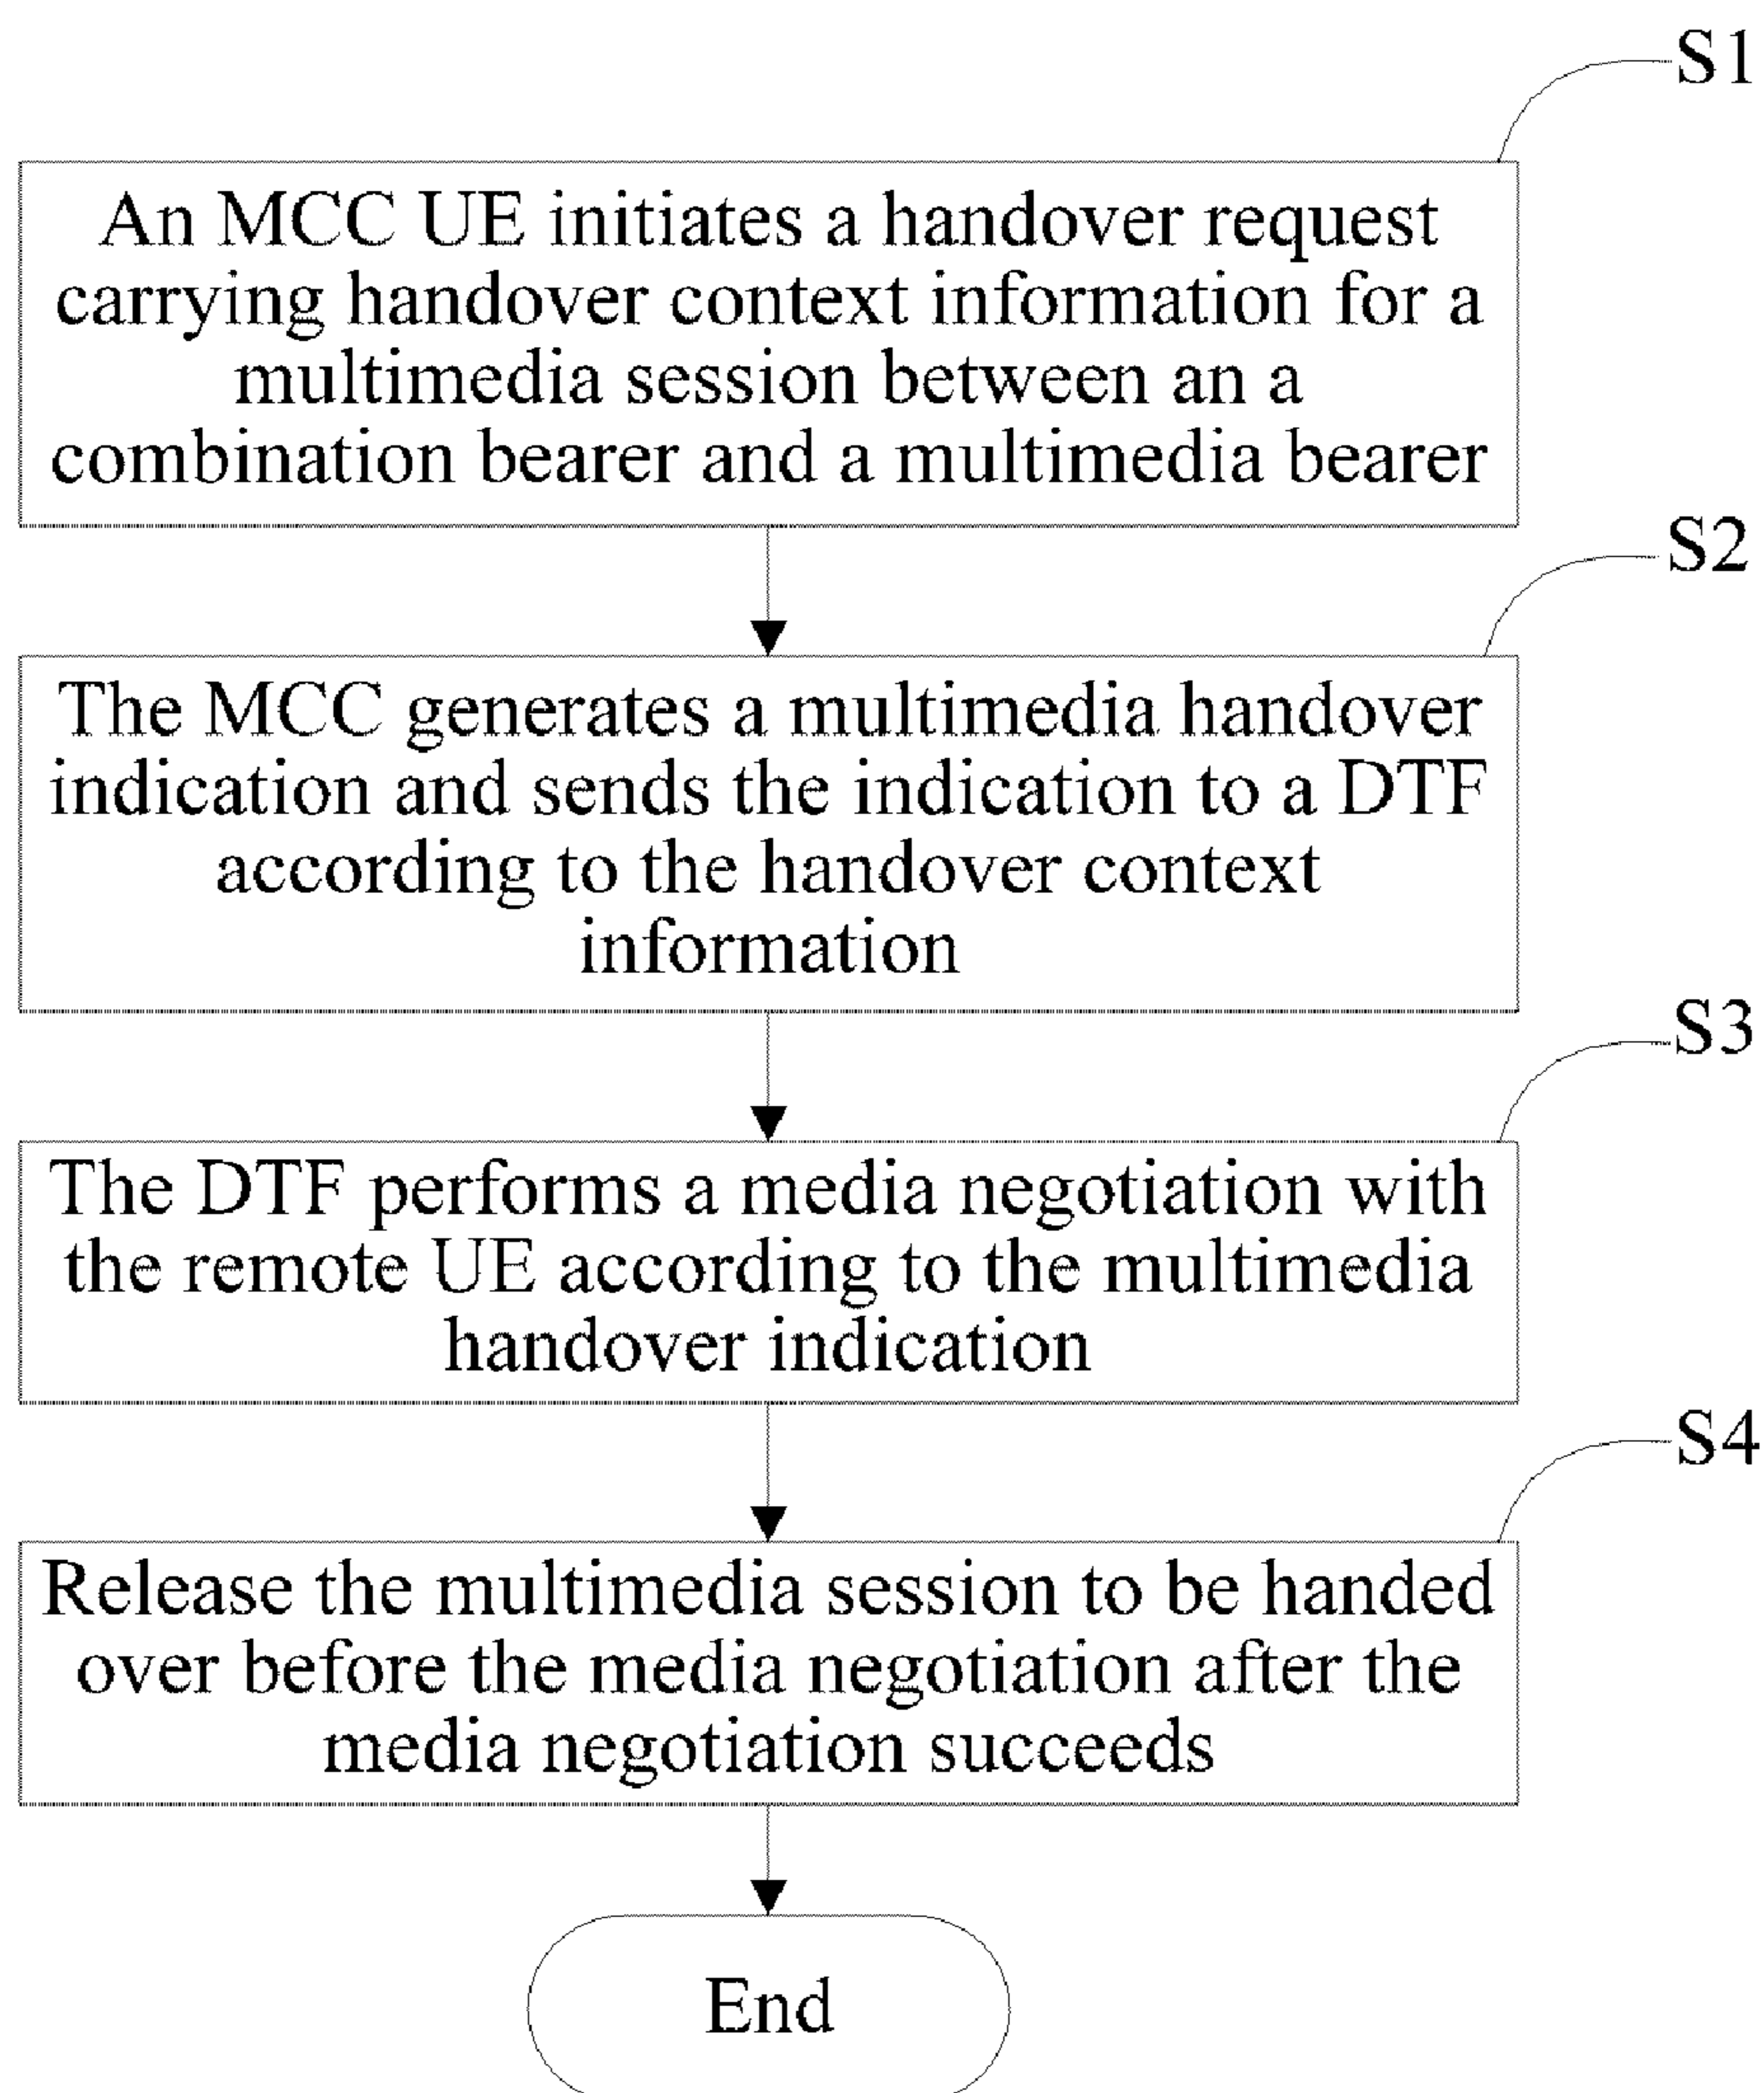 S1
An MCC UE initiates a handover request
carrying handover context information for a
multimedia session between an a
combination bearer and a multimedia bearer
S2
The MCC generates a multimedia handover
indication and sends the indication to a DTF
according to the handover context
information
S3
The DTF performs a media negotiation with
the remote UE according to the multimedia
handover indication
S4
Release the multimedia session to be handed
over before the media negotiation after the
media negotiation succeeds
End